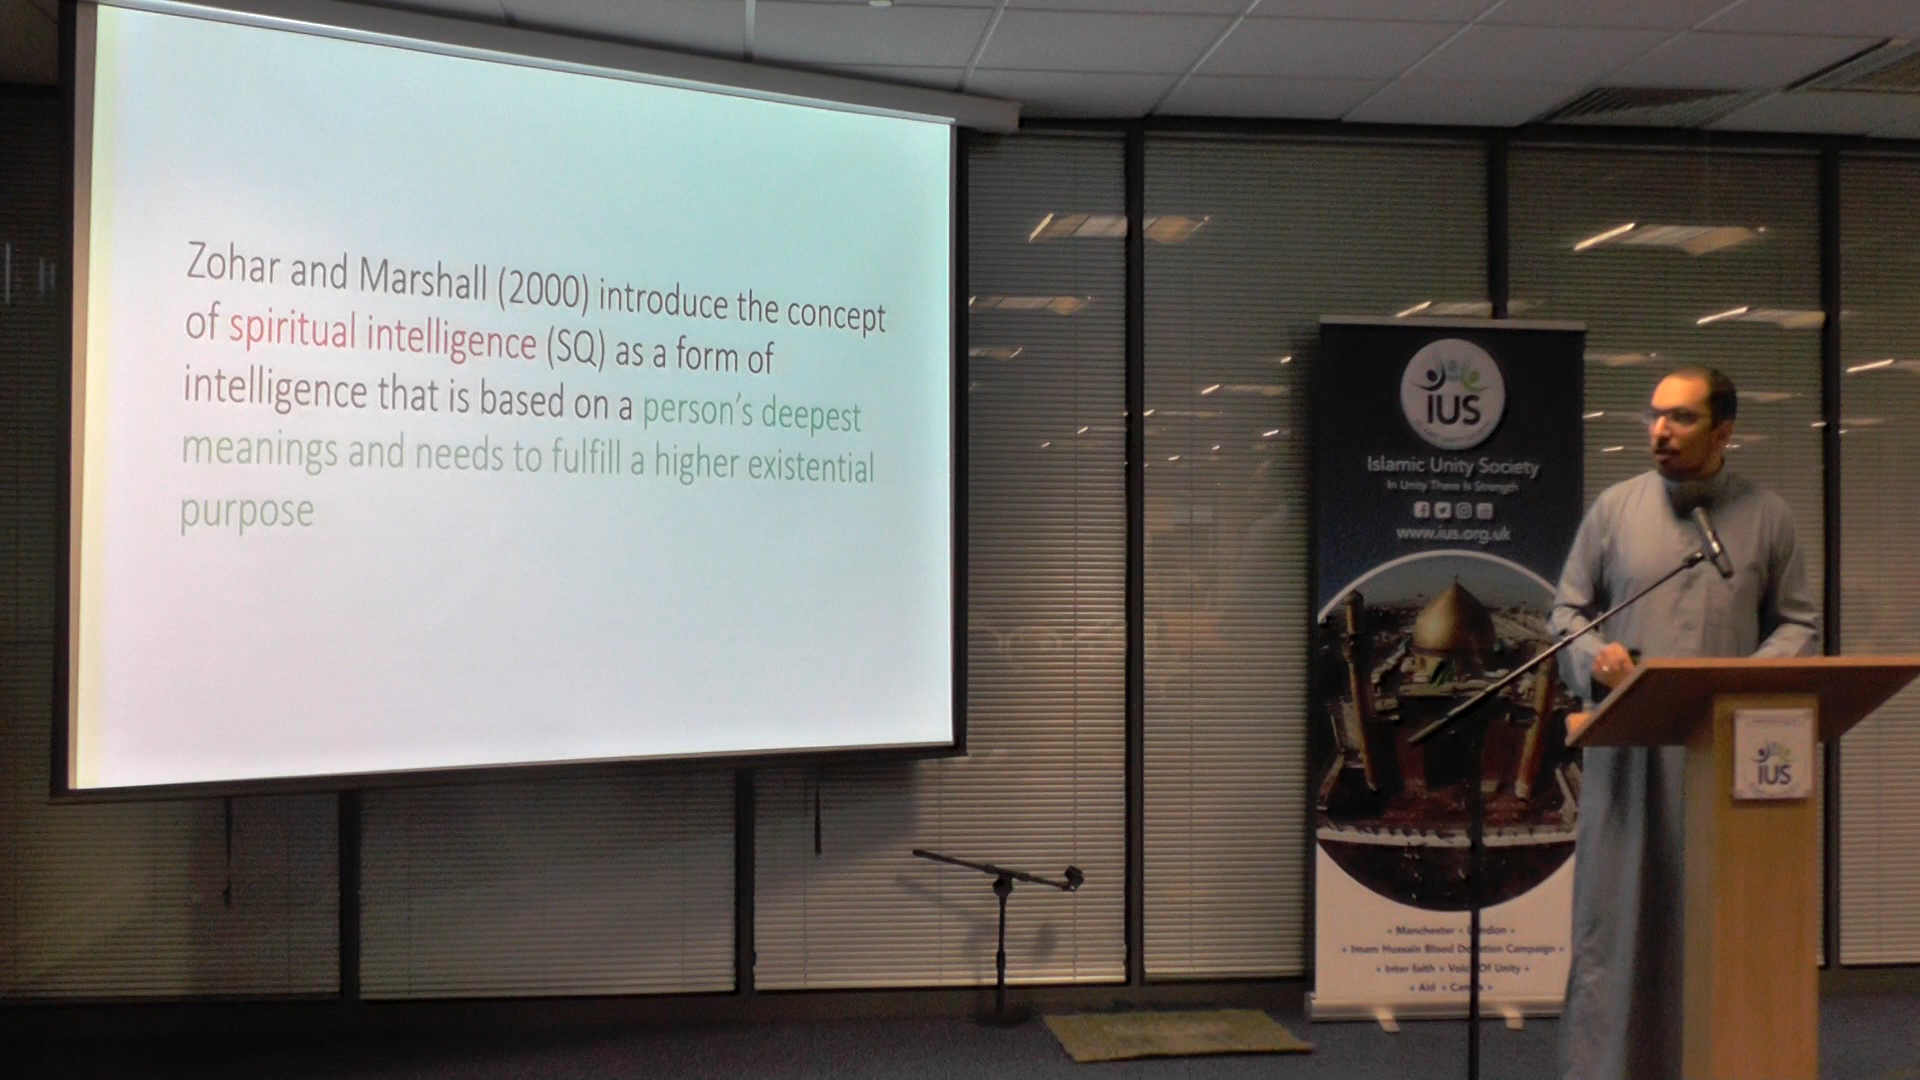 Zohar and Marshall (2000) introduce the concept
of spiritual intelligence (SQ) as a form of
intelligence that is based on a person's deepest
meanings and needs to fulfill a higher existential
purpose
IUS
Islamic Unity Society
In Unity There Is Strength
www.ius.org.uk
• Manchester • London •
• Imam Hussain Blood Donation Campaign •
• Inter faith • Voice Of Unity •
• Aid • Camps •
IUS